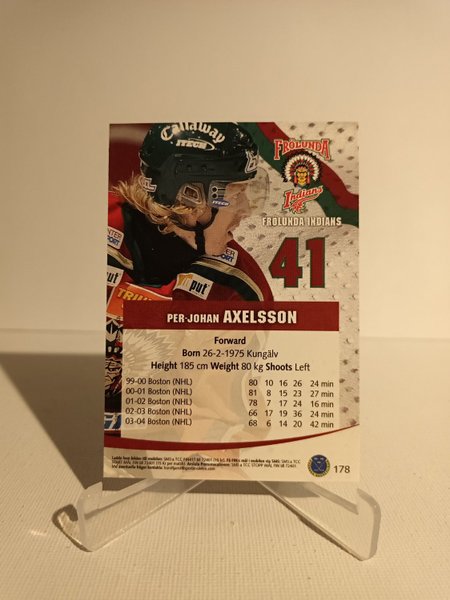 Callaway
ITECH
FRÖLUNDA
Indians
FRÖLUNDA INDIANS
41
put
PER-JOHAN AXELSSON
Forward
Born 26-2-1975 Kungälv
Height 185 cm Weight 80 kg Shoots Left
99-00 Boston (NHL) 80 10 16 26 24 min
00-01 Boston (NHL) 81 8 15 23 27 min
01-02 Boston (NHL) 78 7 17 24 16 min
02-03 Boston (NHL) 66 17 19 36 24 min
03-04 Boston (NHL) 68 6 14 20 42 min
178